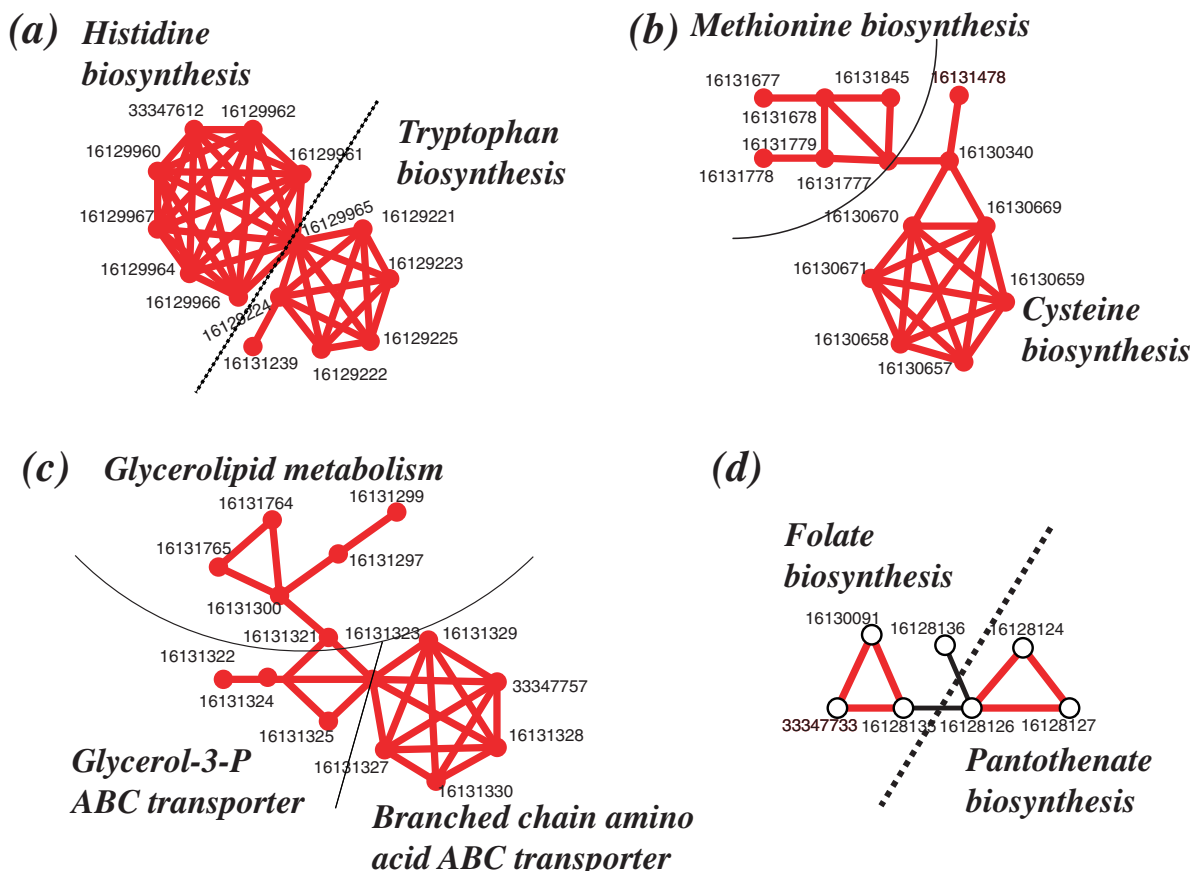 (a) Histidine
biosynthesis
33347612 16129962
16129960
16129961
16129967
16129965
16129964
16129966
Tryptophan
biosynthesis
16129221
16129223
16129224
16129225
16131239
16129222
(b) Methionine biosynthesis
16131677
16131845
16131478
16131678
16131779
16131778
16131777
16130340
16130670
16130669
16130671
16130659
16130658
16130657
Cysteine
biosynthesis
(c) Glycerolipid metabolism
16131764
16131299
16131765
16131297
16131300
16131321
16131323
16131329
16131322
33347757
16131324
16131328
16131325
16131327
16131330
Glycerol-3-P
ABC transporter
Branched chain amino
acid ABC transporter
(d)
Folate
biosynthesis
16130091
16128136
16128124
33347733
16128135
16128126
16128127
Pantothenate
biosynthesis